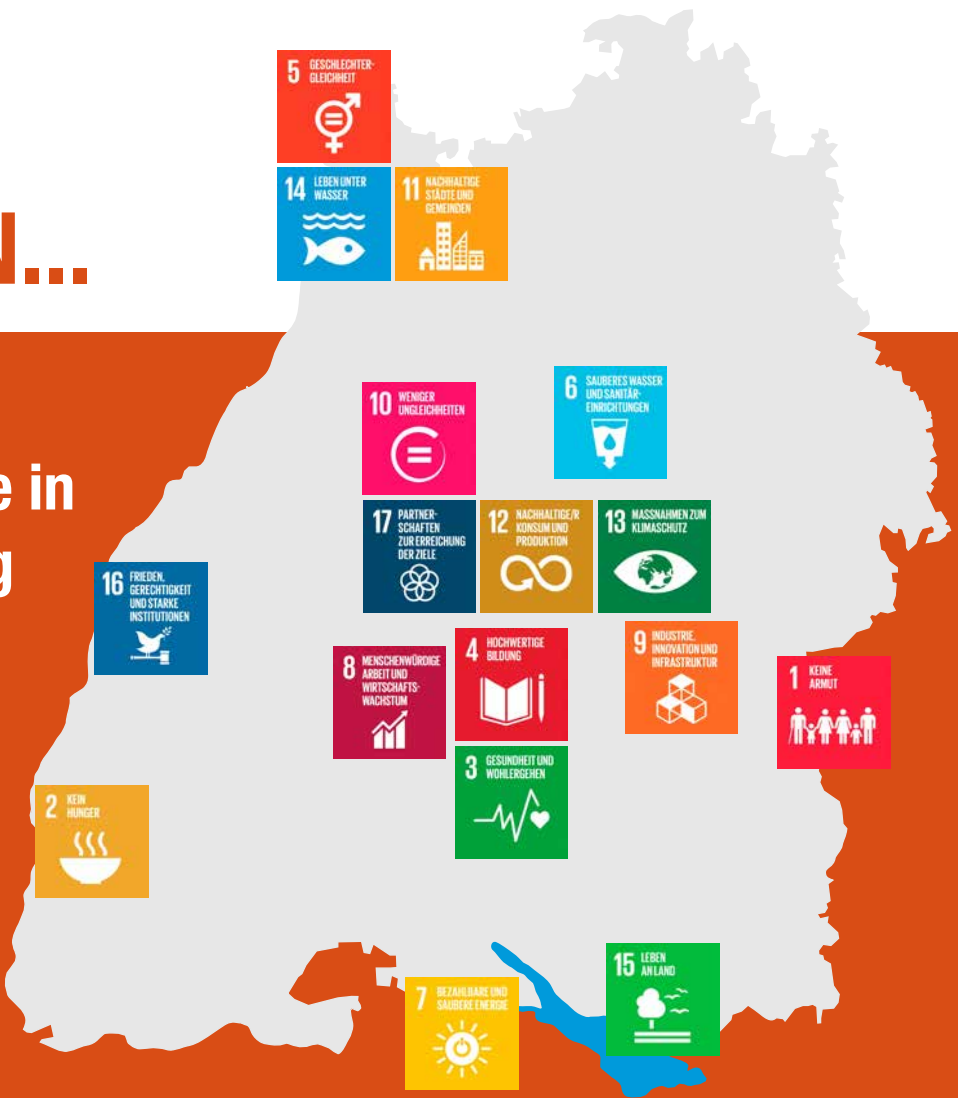 5 GESCHLECHTER-
GLEICHHEIT
14 LEBEN UNTER
WASSER
11 NACHHALTIGE
STÄDTE UND
GEMEINDEN
N...
10 WENIGER
UNGLEICHHEITEN
6 SAUBERES WASSER
UND SANITÄR-
EINRICHTUNGEN
e in
g
17 PARTNER-
SCHAFTEN
ZUR ERREICHUNG
DER ZIELE
12 NACHHALTIGE/R
KONSUM UND
PRODUKTION
13 MASSNAHMEN ZUM
KLIMASCHUTZ
16 FRIEDEN,
GERECHTIGKEIT
UND STARKE
INSTITUTIONEN
8 MENSCHENWÜRDIGE
ARBEIT UND
WIRTSCHAFTS-
WACHSTUM
4 HOCHWERTIGE
BILDUNG
9 INDUSTRIE,
INNOVATION UND
INFRASTRUKTUR
1 KEINE
ARMUT
3 GESUNDHEIT UND
WOHLERGEHEN
2 KEIN
HUNGER
7 BEZAHLBARE UND
SAUBERE ENERGIE
15 LEBEN
AN LAND